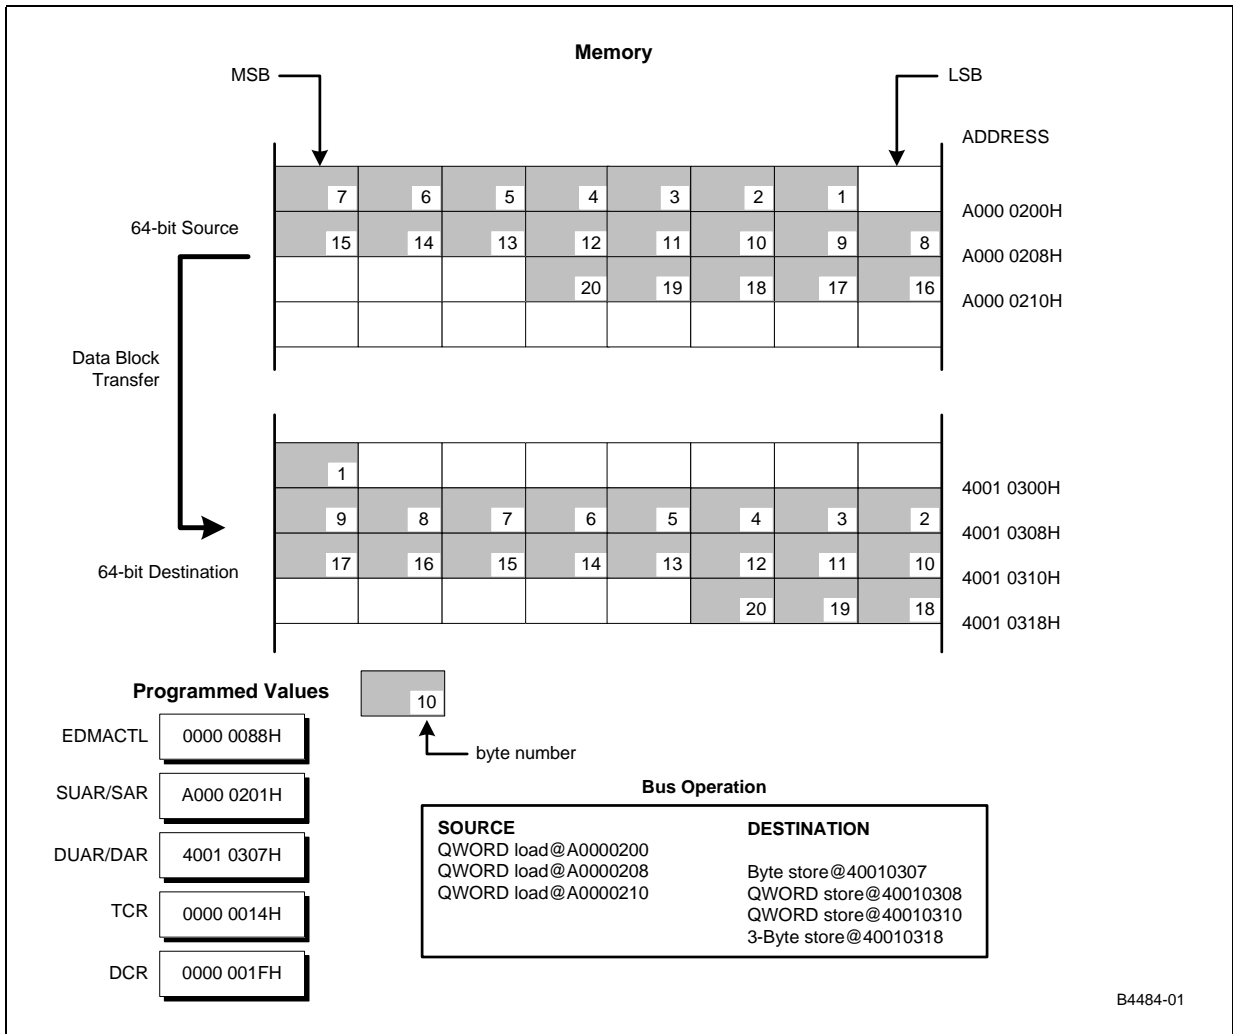 Memory
MSB
LSB
ADDRESS
7 6 5 4 3 2 1
A000 0200H
64-bit Source
15 14 13 12 11 10 9 8
A000 0208H
20 19 18 17 16
A000 0210H
Data Block
Transfer
1
4001 0300H
9 8 7 6 5 4 3 2
4001 0308H
64-bit Destination
17 16 15 14 13 12 11 10
4001 0310H
20 19 18
4001 0318H
Programmed Values
10
byte number
EDMACTL 0000 0088H
SUAR/SAR A000 0201H
DUAR/DAR 4001 0307H
TCR 0000 0014H
DCR 0000 001FH
Bus Operation
SOURCE
QWORD load@A0000200
QWORD load@A0000208
QWORD load@A0000210
DESTINATION
Byte store@40010307
QWORD store@40010308
QWORD store@40010310
3-Byte store@40010318
B4484-01